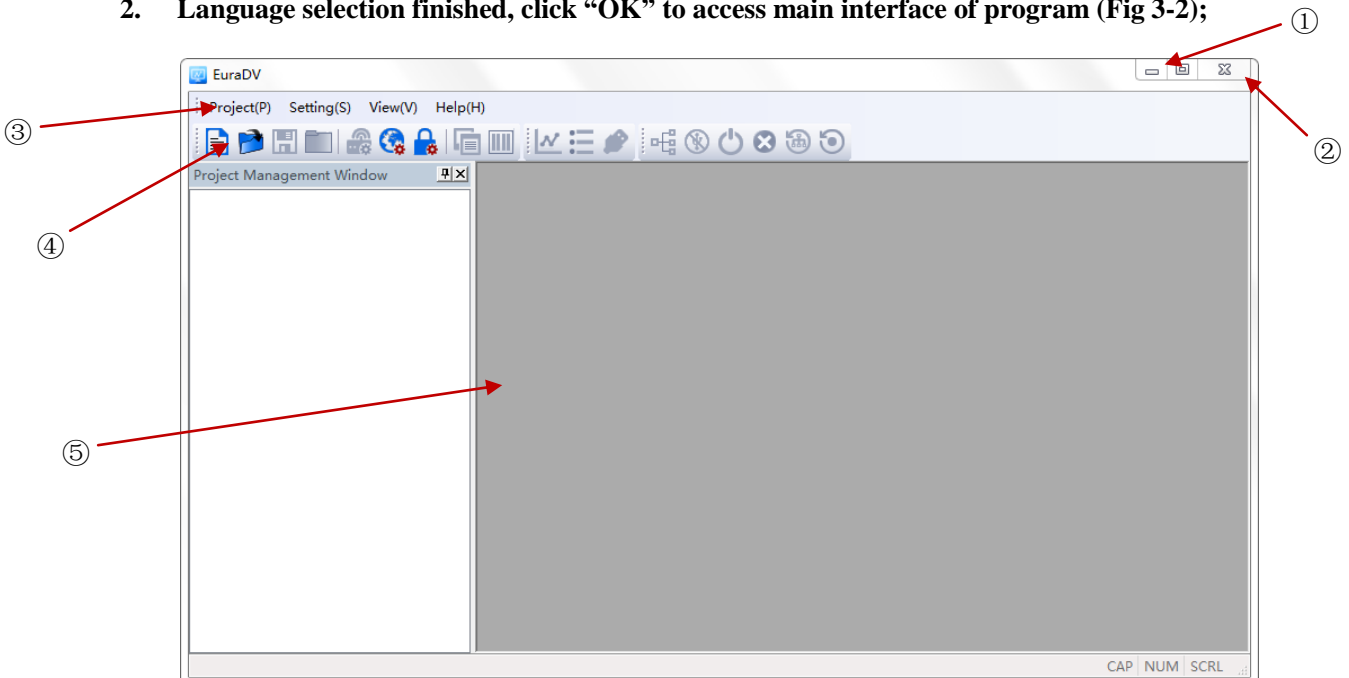 2. Language selection finished, click “OK” to access main interface of program (Fig 3-2);
①
EuraDV
Project(P) Setting(S) View(V) Help(H)
③
②
Project Management Window
④
⑤
CAP NUM SCRL